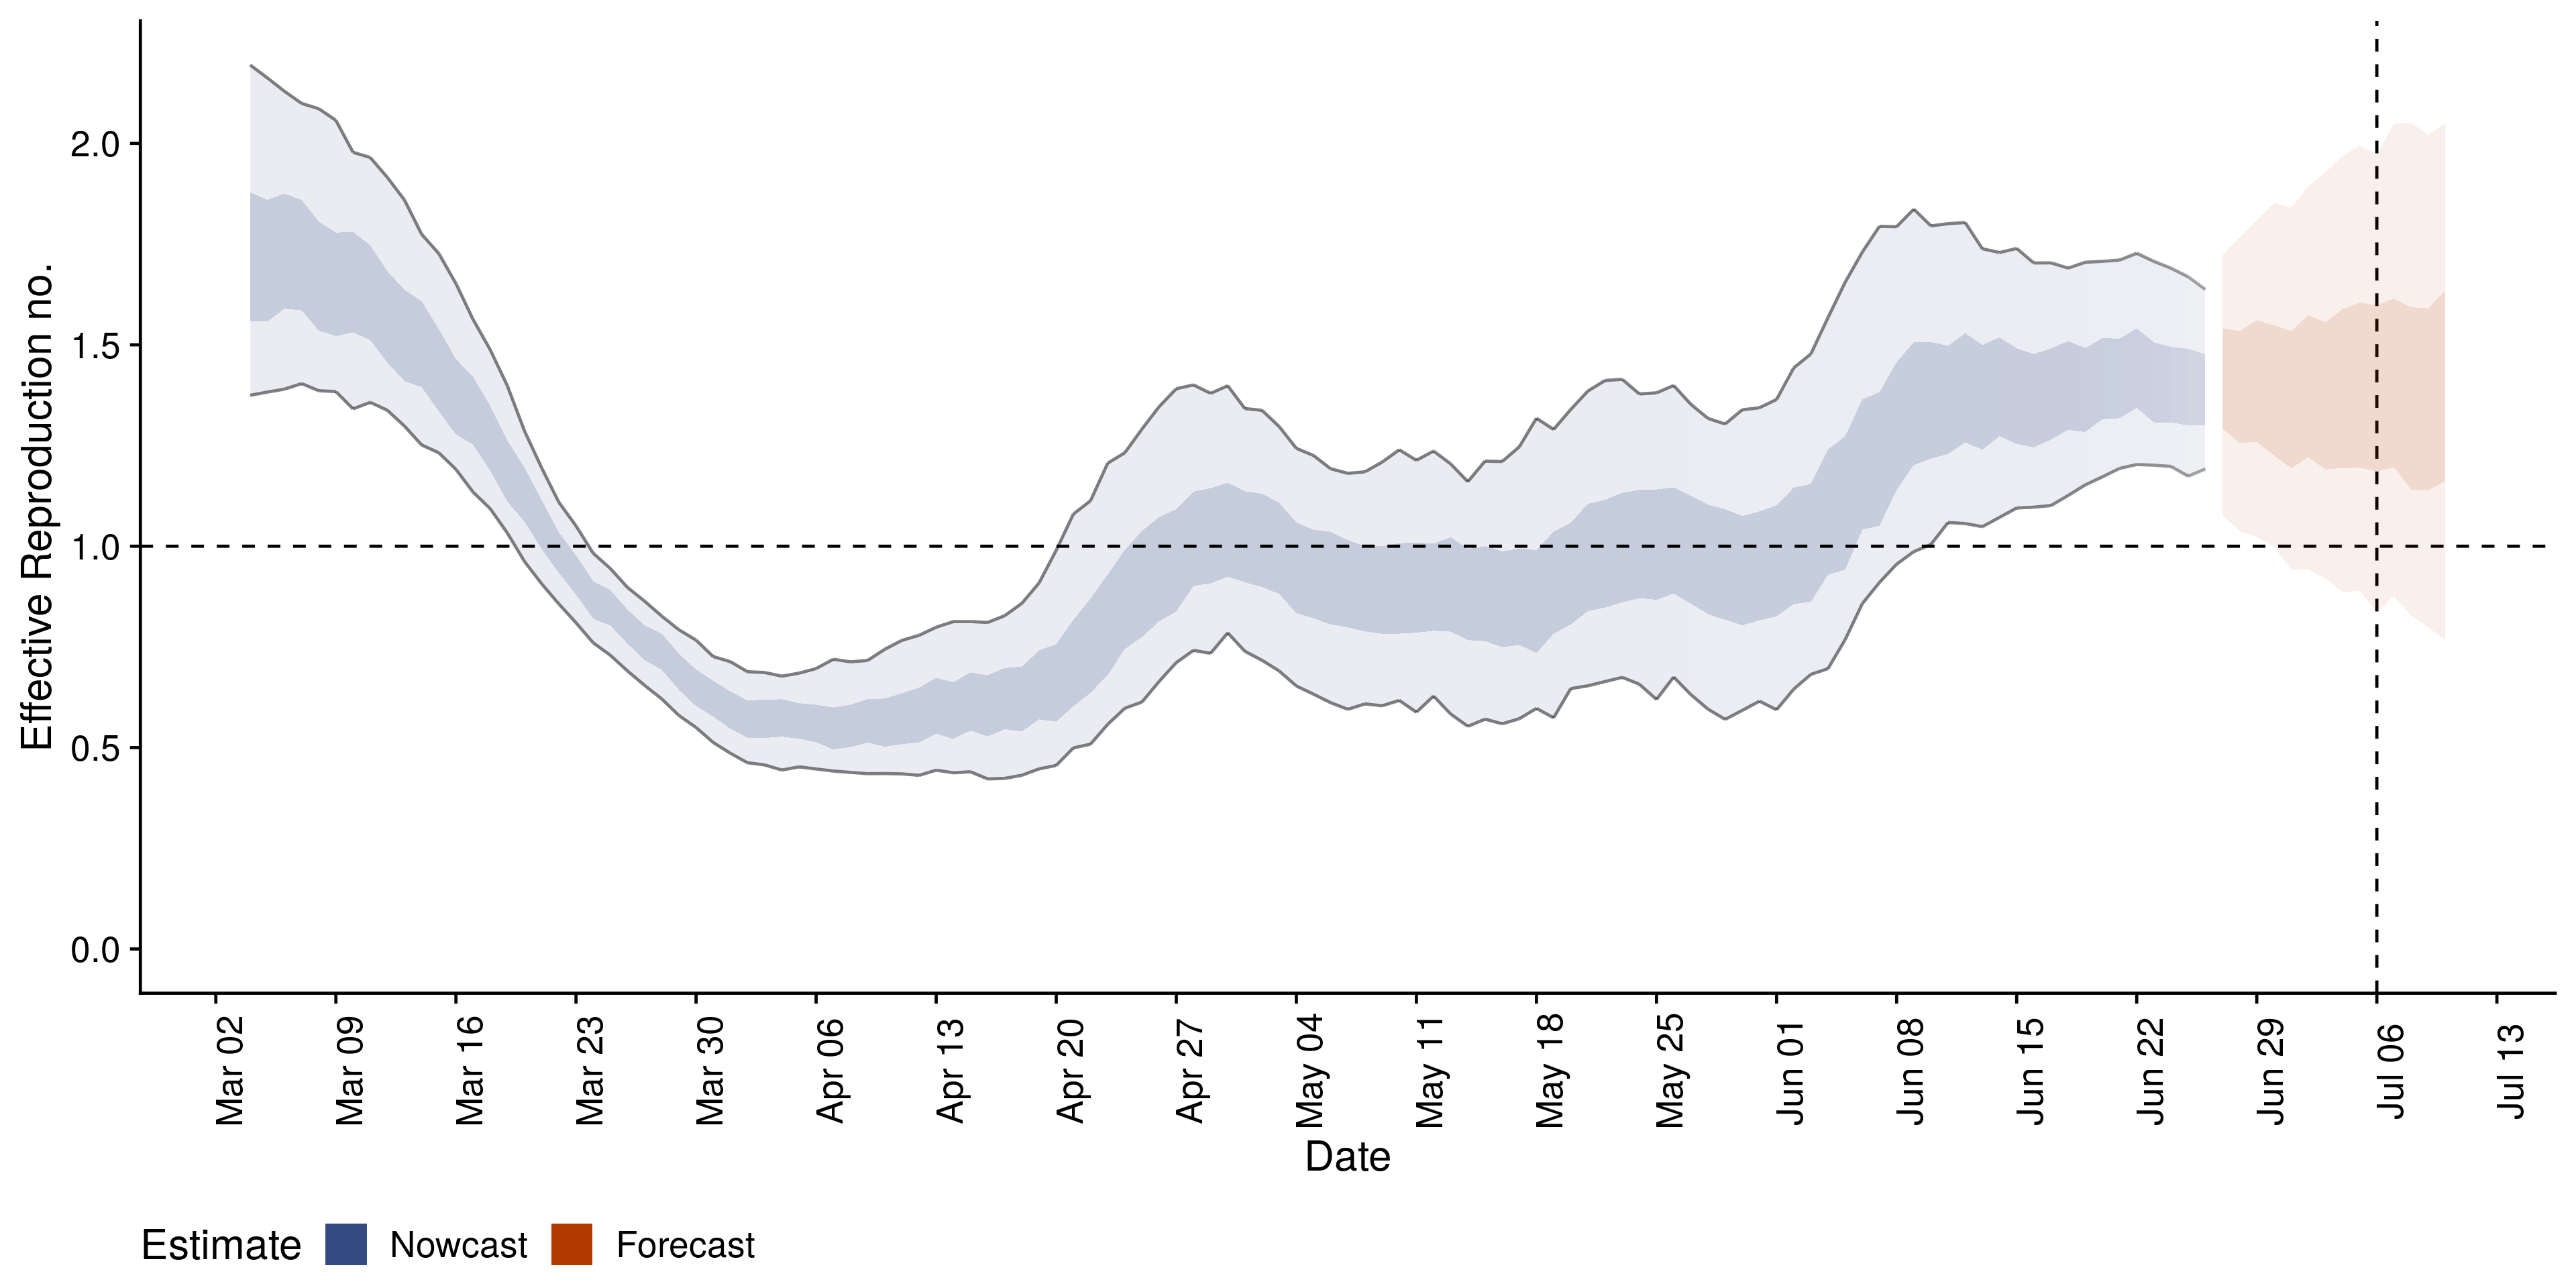 Effective Reproduction no.
2.0
1.5
1.0
0.5
0.0
Mar 02
Mar 09
Mar 16
Mar 23
Mar 30
Apr 06
Apr 13
Apr 20
Apr 27
May 04
May 11
May 18
May 25
Jun 01
Jun 08
Jun 15
Jun 22
Jun 29
Jul 06
Jul 13
Date
Estimate Nowcast Forecast